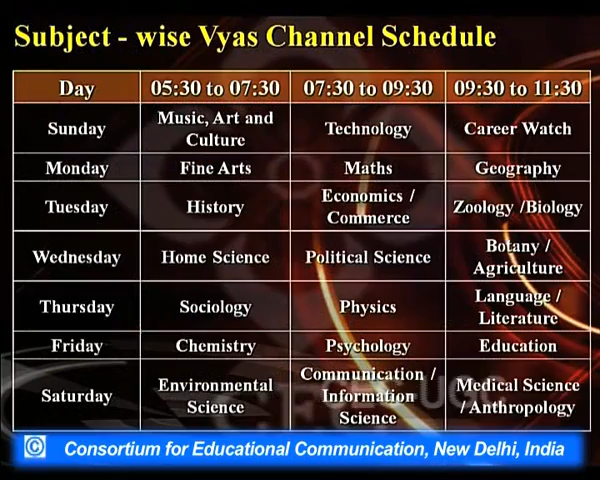 Subject - wise Vyas Channel Schedule
Day 05:30 to 07:30 07:30 to 09:30 09:30 to 11:30
Sunday Music, Art and Culture Technology Career Watch
Monday Fine Arts Maths Geography
Tuesday History Economics / Commerce Zoology /Biology
Wednesday Home Science Political Science Botany / Agriculture
Thursday Sociology Physics Language / Literature
Friday Chemistry Psychology Education
Saturday Environmental Science Communication / Information Science Medical Science / Anthropology
© Consortium for Educational Communication, New Delhi, India